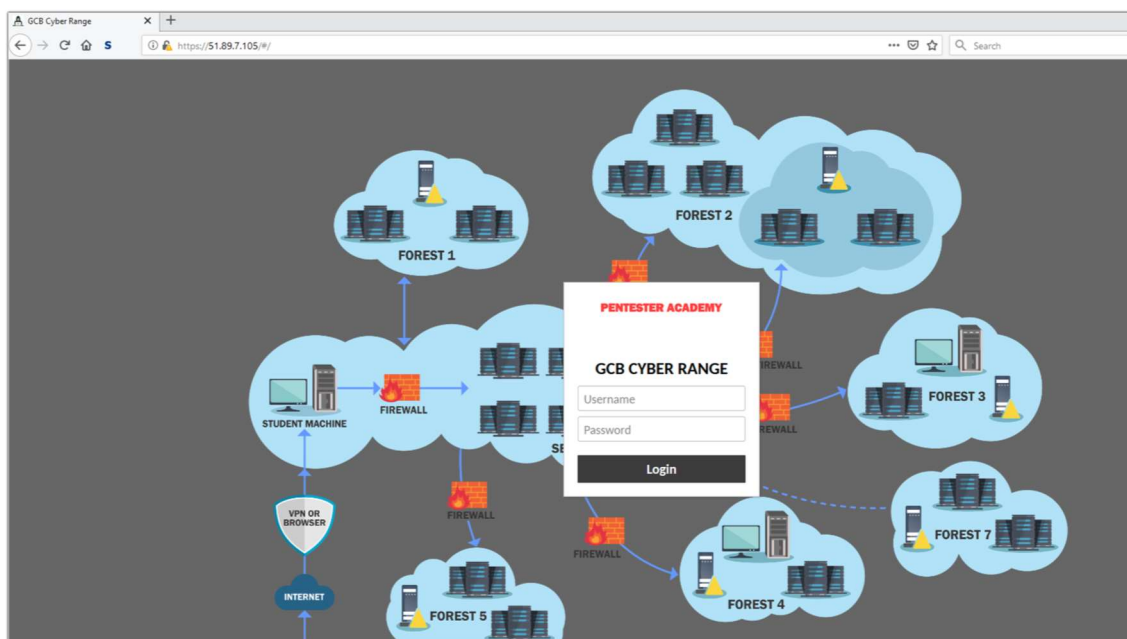 GCB Cyber Range
https://51.89.7.105/#/
Search
FOREST 1
FOREST 2
FIREWALL
STUDENT MACHINE
FIREWALL
FOREST 3
PENTESTER ACADEMY
GCB CYBER RANGE
Username
Password
Login
FIREWALL
FIREWALL
SE
VPN OR
BROWSER
FIREWALL
FIREWALL
FOREST 7
INTERNET
FOREST 5
FOREST 4